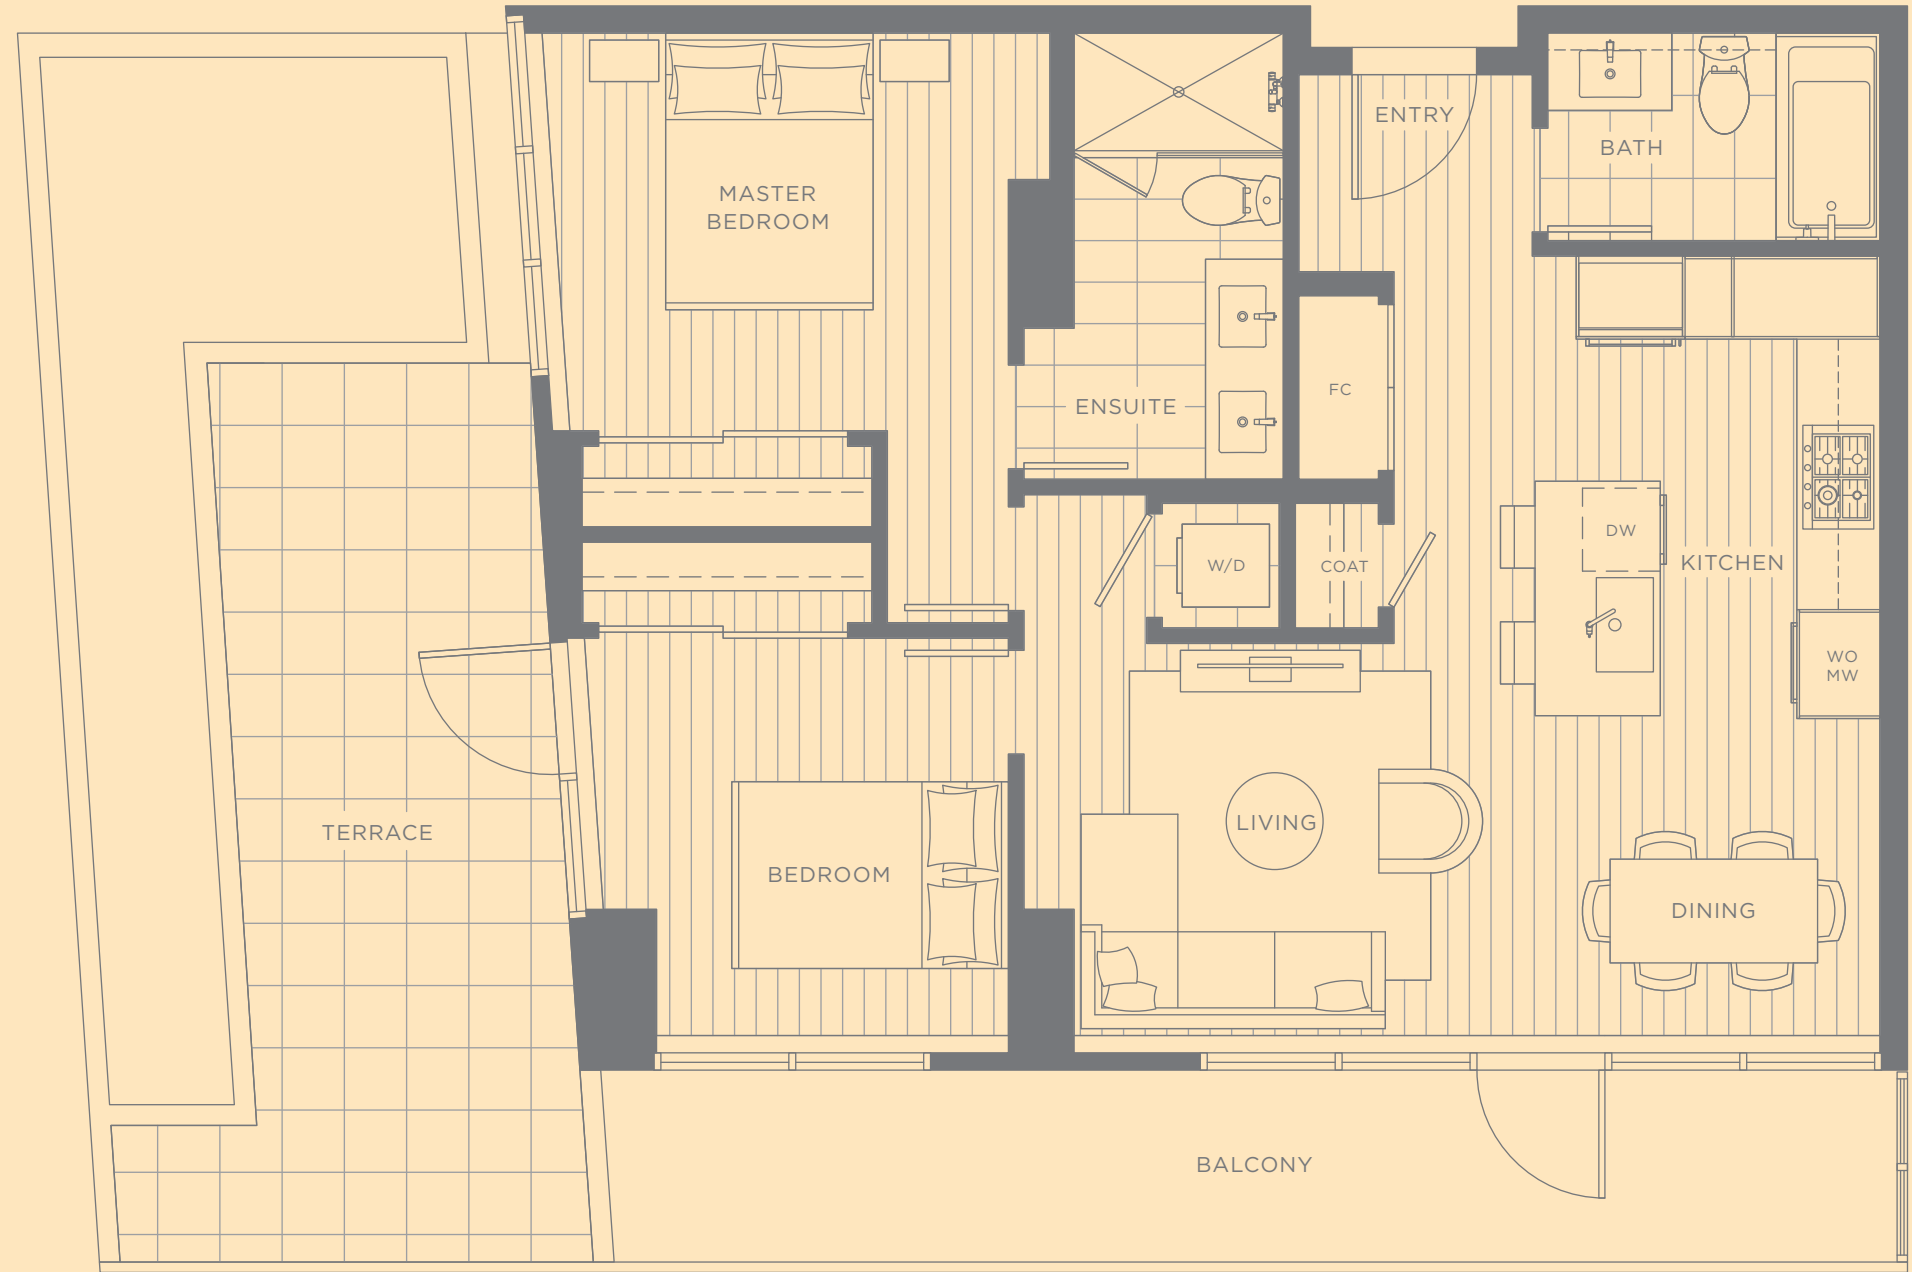 ENTRY
BATH
MASTER
BEDROOM
FC
ENSUITE
DW
KITCHEN
W/D
COAT
WO
MW
LIVING
TERRACE
BEDROOM
DINING
BALCONY